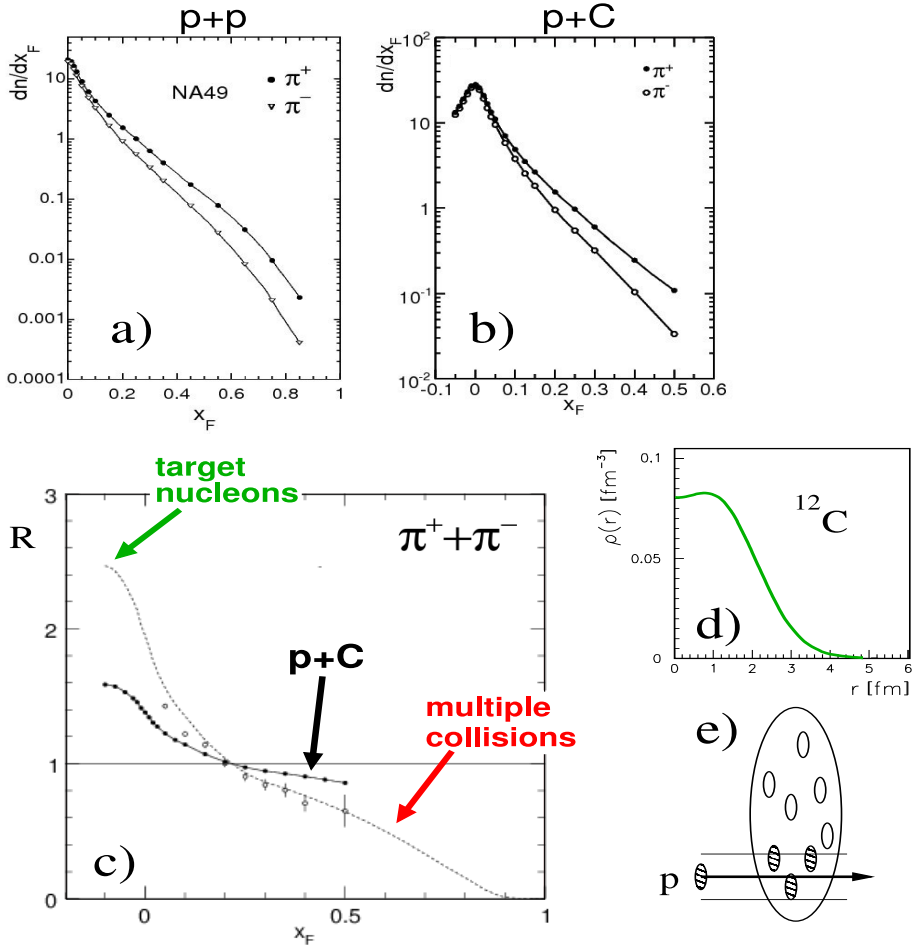 p+p
dn/dx_F
10
1
0.1
0.01
0.001
0.0001
NA49
π⁺
π⁻
a)
0 0.2 0.4 0.6 0.8 1
x_F
p+C
dn/dx_F
10²
10
1
10⁻¹
10⁻²
π⁺
π⁻
b)
-0.1 0 0.1 0.2 0.3 0.4 0.5 0.6
x_F
target
nucleons
R
3
2
1
0
π⁺+π⁻
p+C
multiple
collisions
c)
0 0.5 1
x_F
ρ(r) [fm⁻³]
0.1
0.05
0
¹²C
d)
0 1 2 3 4 5 6
r [fm]
e)
p